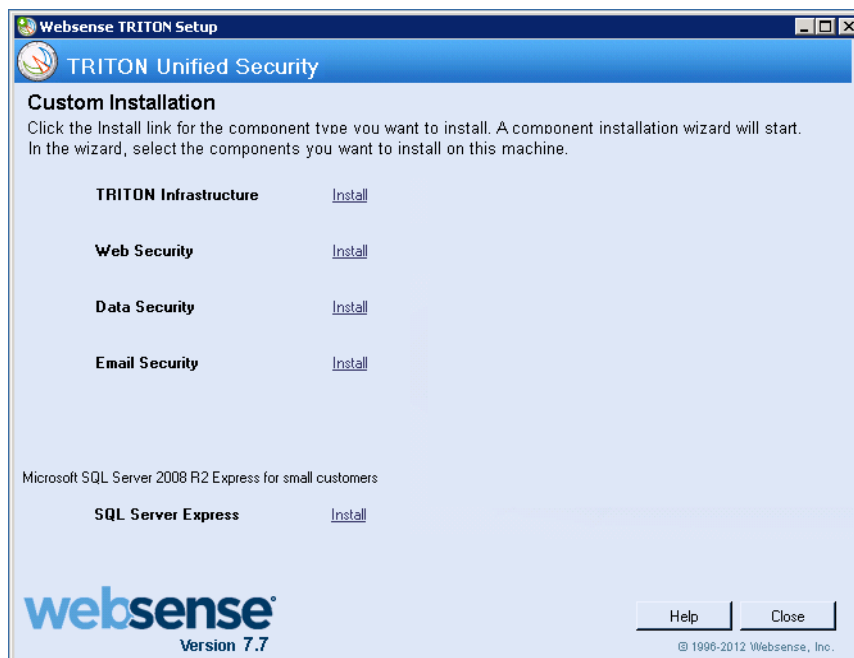 Websense TRITON Setup
TRITON Unified Security
Custom Installation
Click the Install link for the component type you want to install. A component installation wizard will start.
In the wizard, select the components you want to install on this machine.
TRITON Infrastructure Install
Web Security Install
Data Security Install
Email Security Install
Microsoft SQL Server 2008 R2 Express for small customers
SQL Server Express Install
websense
Version 7.7
Help Close
© 1996-2012 Websense, Inc.